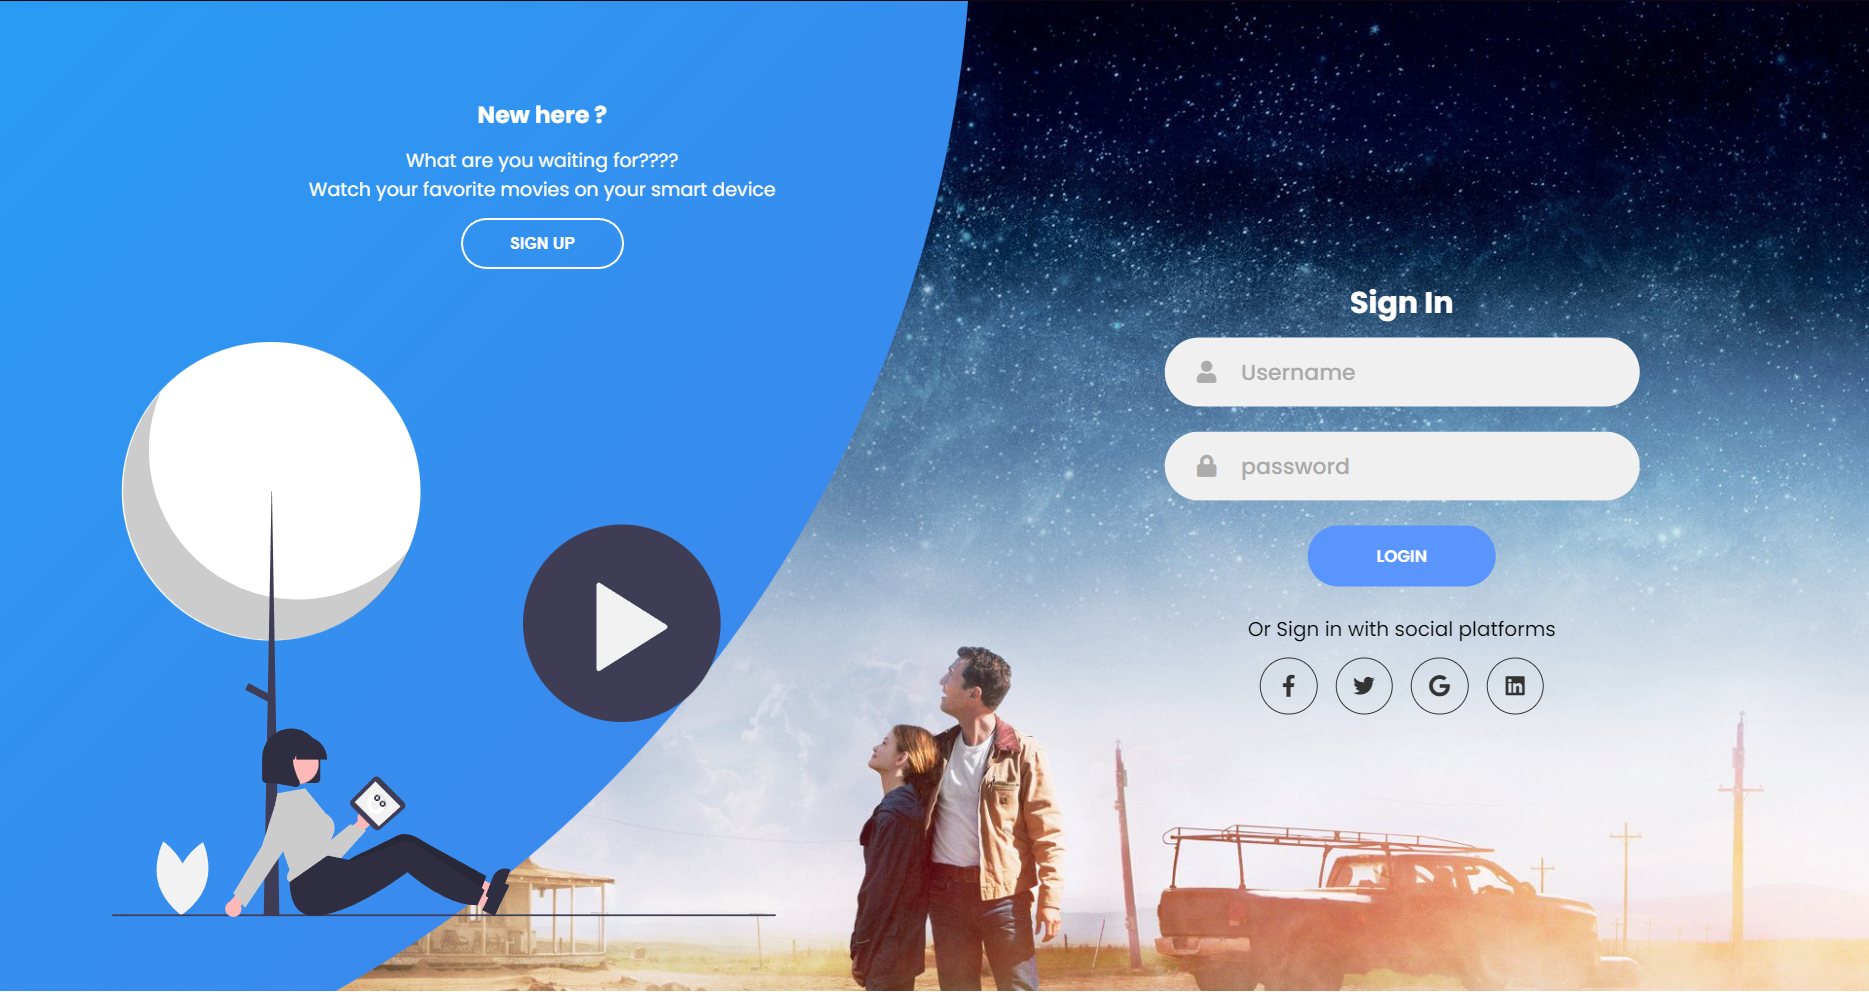 New here ?
What are you waiting for????
Watch your favorite movies on your smart device
SIGN UP
Sign In
Username
password
LOGIN
Or Sign in with social platforms